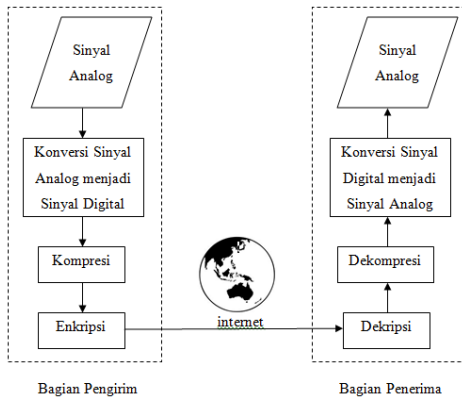 Sinyal
Analog
Konversi Sinyal
Analog menjadi
Sinyal Digital
Kompresi
Enkripsi
internet
Sinyal
Analog
Konversi Sinyal
Digital menjadi
Sinyal Analog
Dekompresi
Dekripsi
Bagian Pengirim
Bagian Penerima